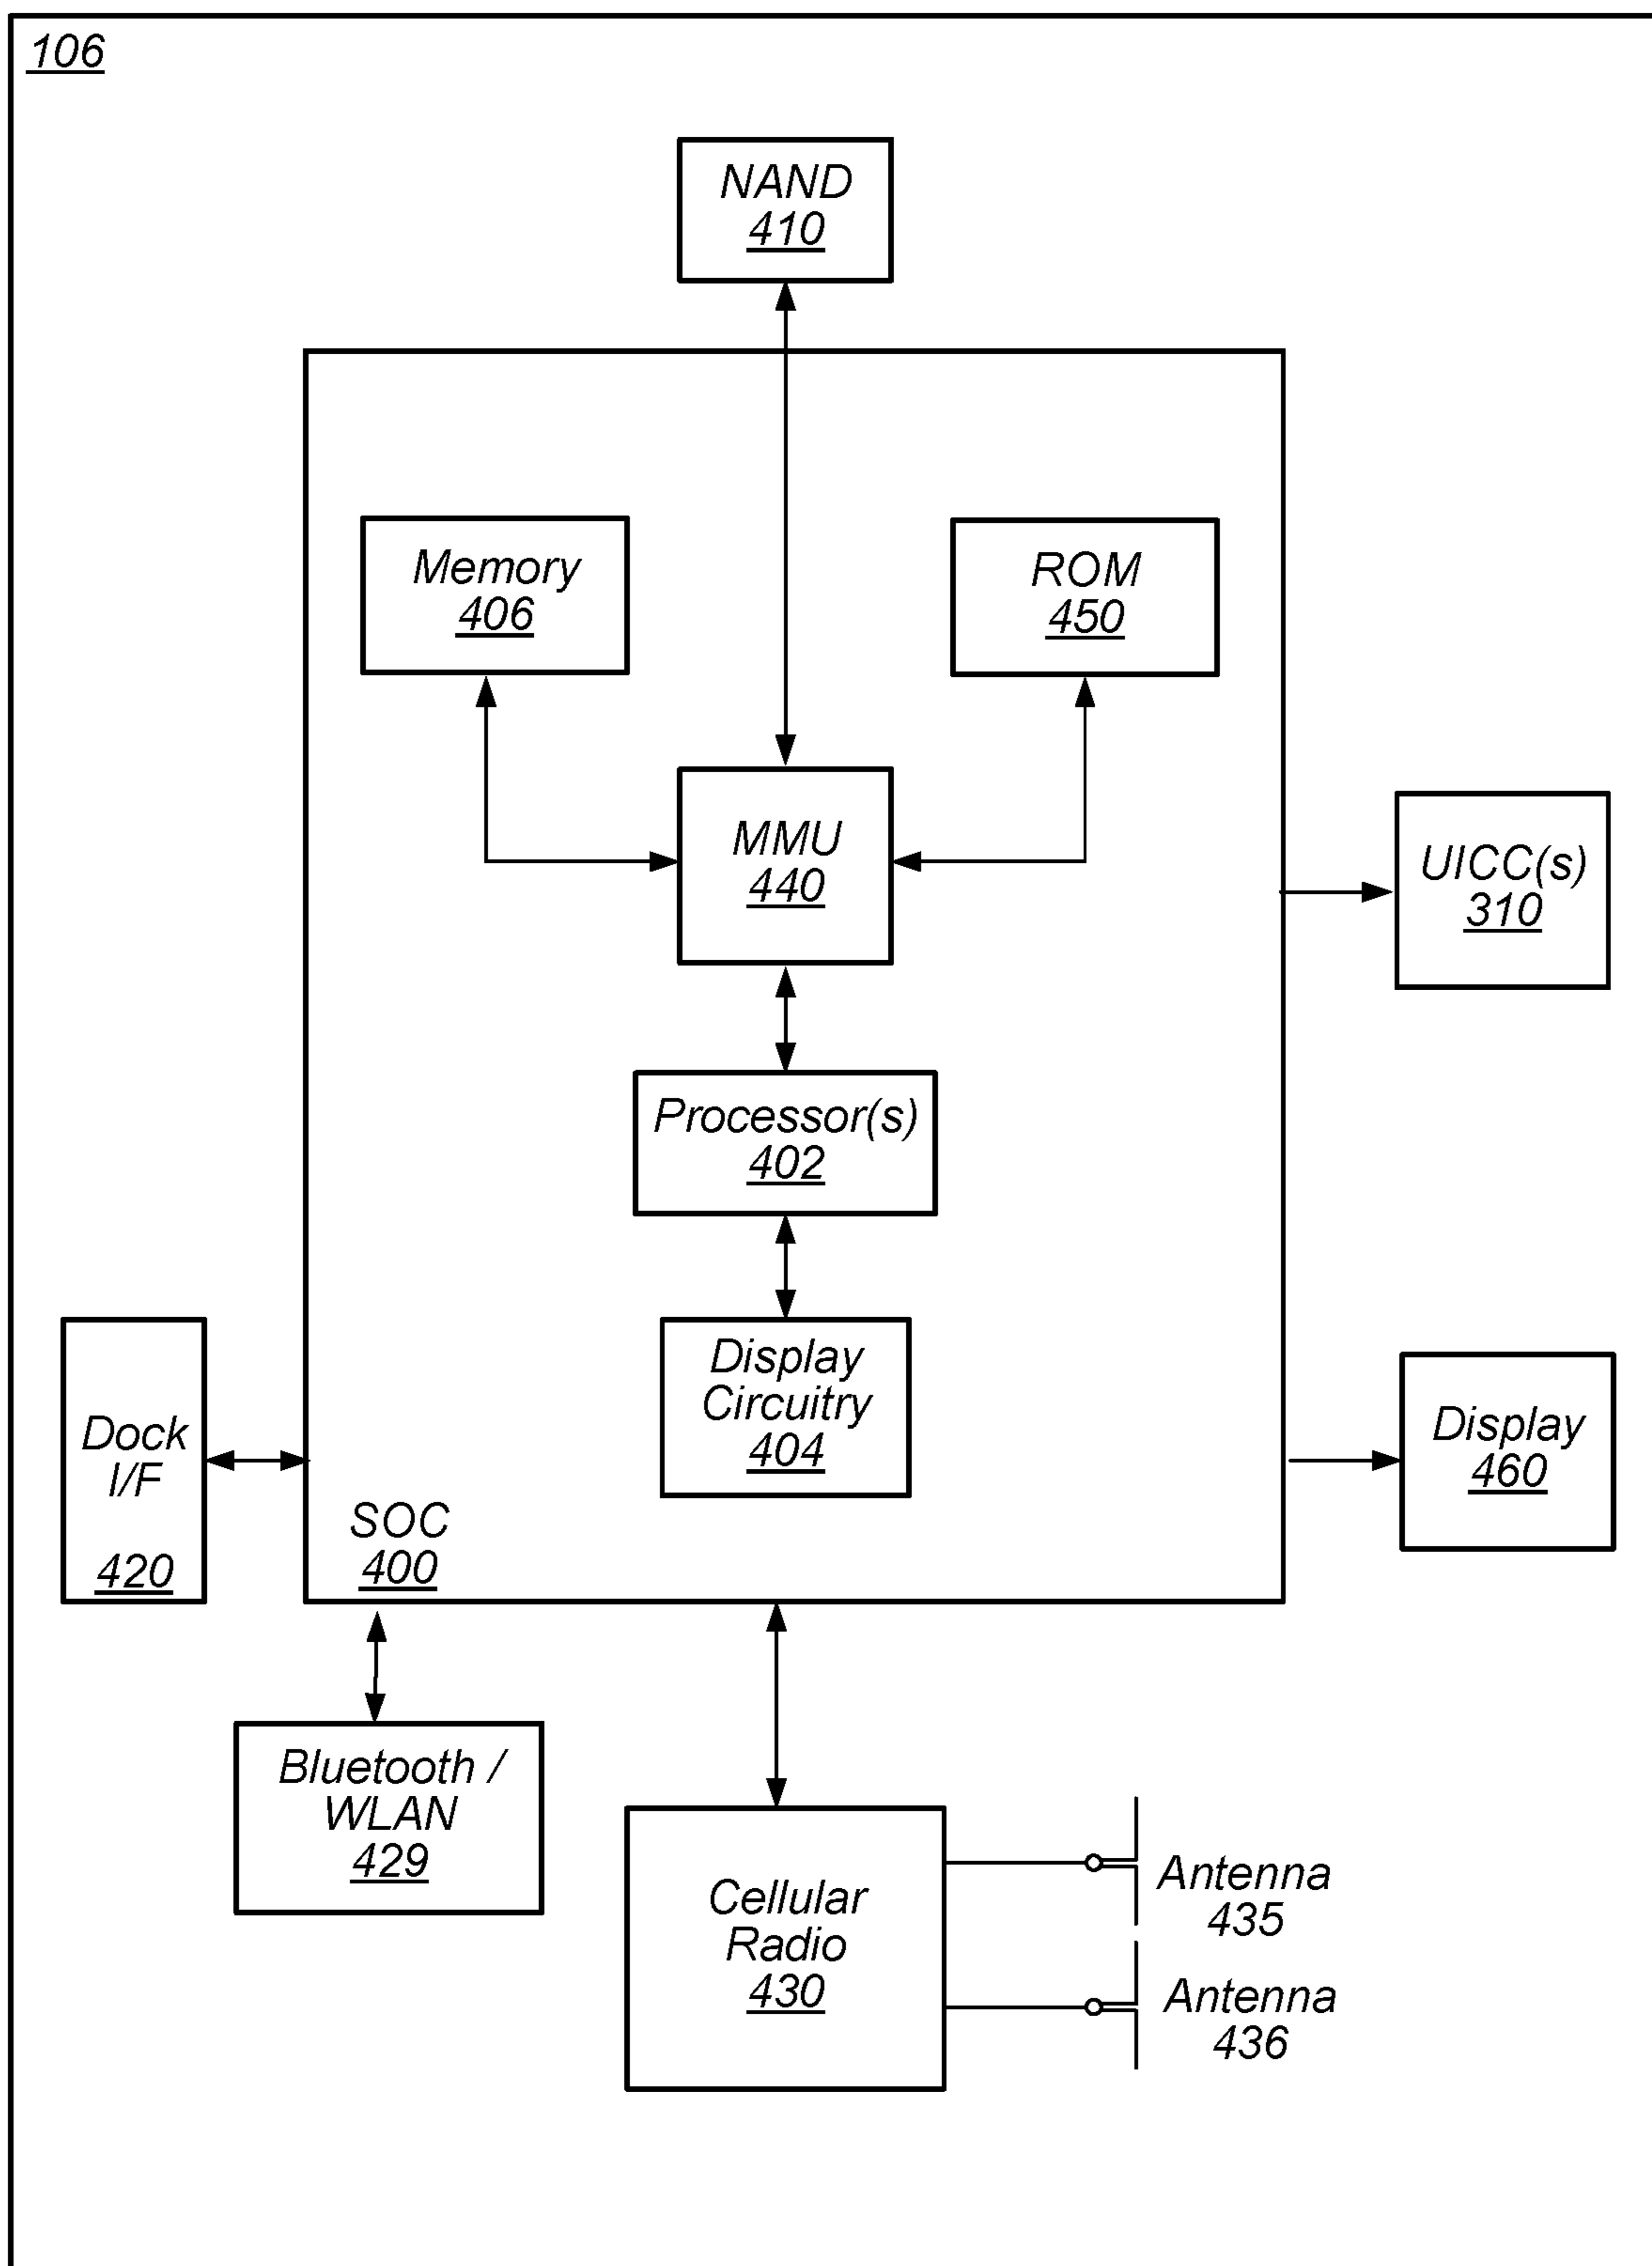 106
NAND
410
Memory
406
ROM
450
MMU
440
UICC(s)
310
Processor(s)
402
Display
Circuitry
404
Dock
I/F
420
Display
460
SOC
400
Bluetooth /
WLAN
429
Cellular
Radio
430
Antenna
435
Antenna
436